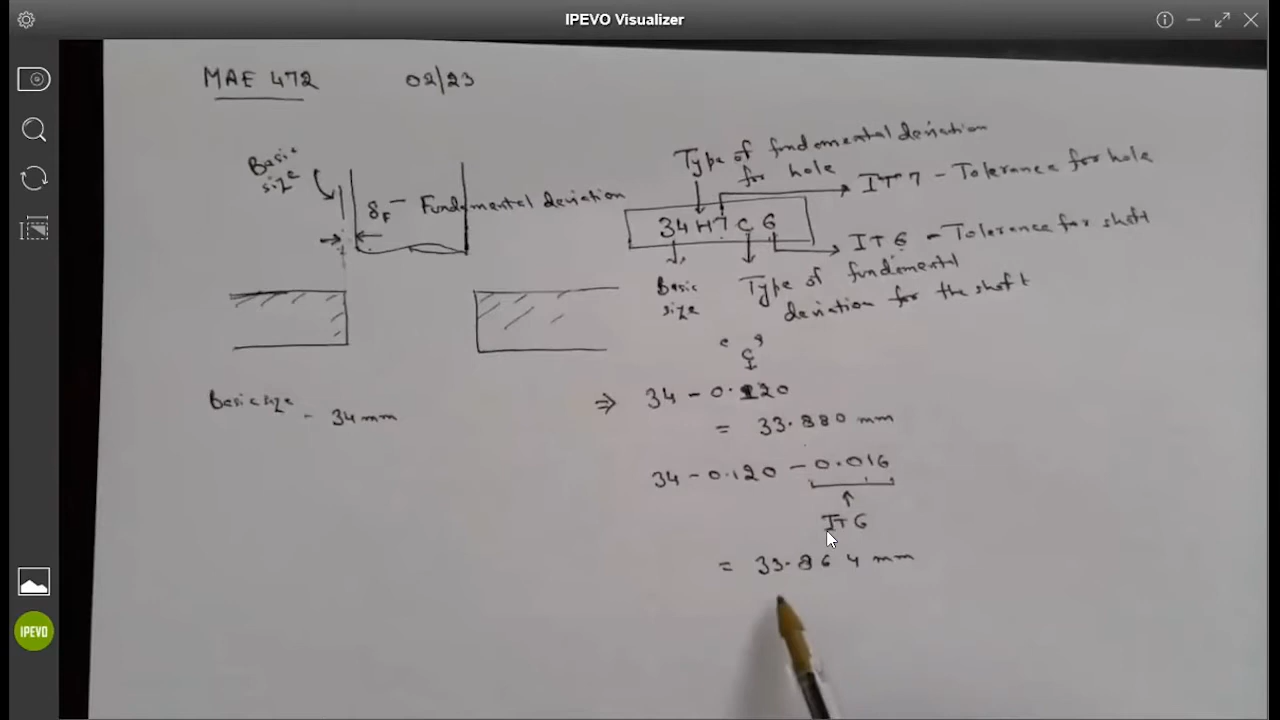 IPEVO Visualizer
MAE 472 02/23
Basic
size
δF - Fundamental deviation
Type of fundemental deviation
for hole
IT 7 - Tolerance for hole
34 H7 c 6
IT 6 - Tolerance for shaft
Basic
size
Type of fundimental
deviation for the shaft
"c"
Basic size - 34 mm
⇒ 34 - 0.120
= 33.880 mm
34 - 0.120 - 0.016
IT 6
= 33.864 mm
IPEVO